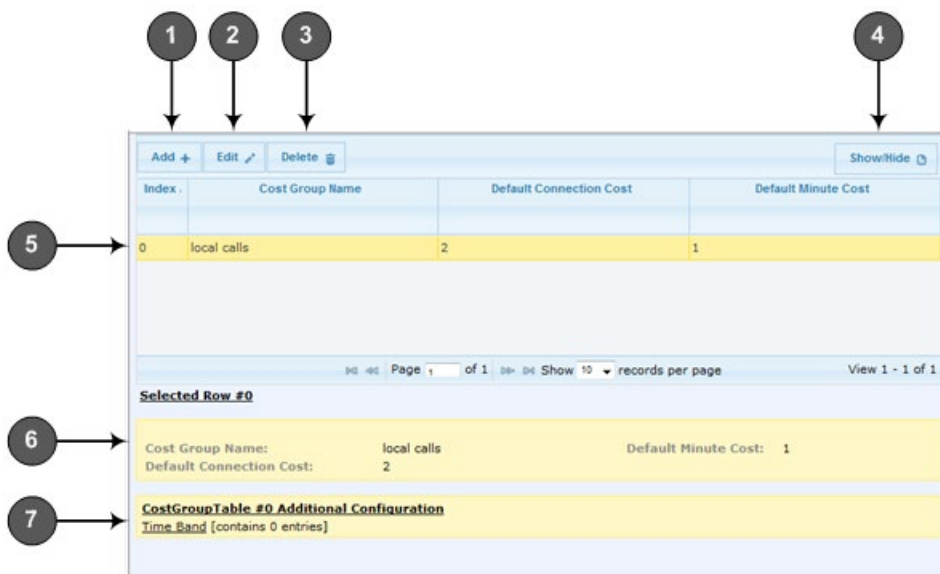 1 2 3 4
Add Edit Delete Show/Hide
Index Cost Group Name Default Connection Cost Default Minute Cost
5
0 local calls 2 1
Page 1 of 1 Show 10 records per page View 1 - 1 of 1
Selected Row #0
6
Cost Group Name: local calls Default Minute Cost: 1
Default Connection Cost: 2
7
CostGroupTable #0 Additional Configuration
Time Band [contains 0 entries]